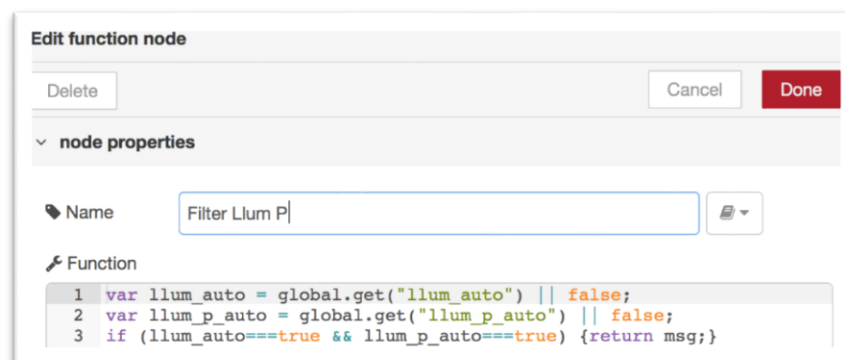 Edit function node
Delete Cancel Done
node properties
Name Filter Llum P
Function
1 var llum_auto = global.get("llum_auto") || false;
2 var llum_p_auto = global.get("llum_p_auto") || false;
3 if (llum_auto===true && llum_p_auto===true) {return msg;}